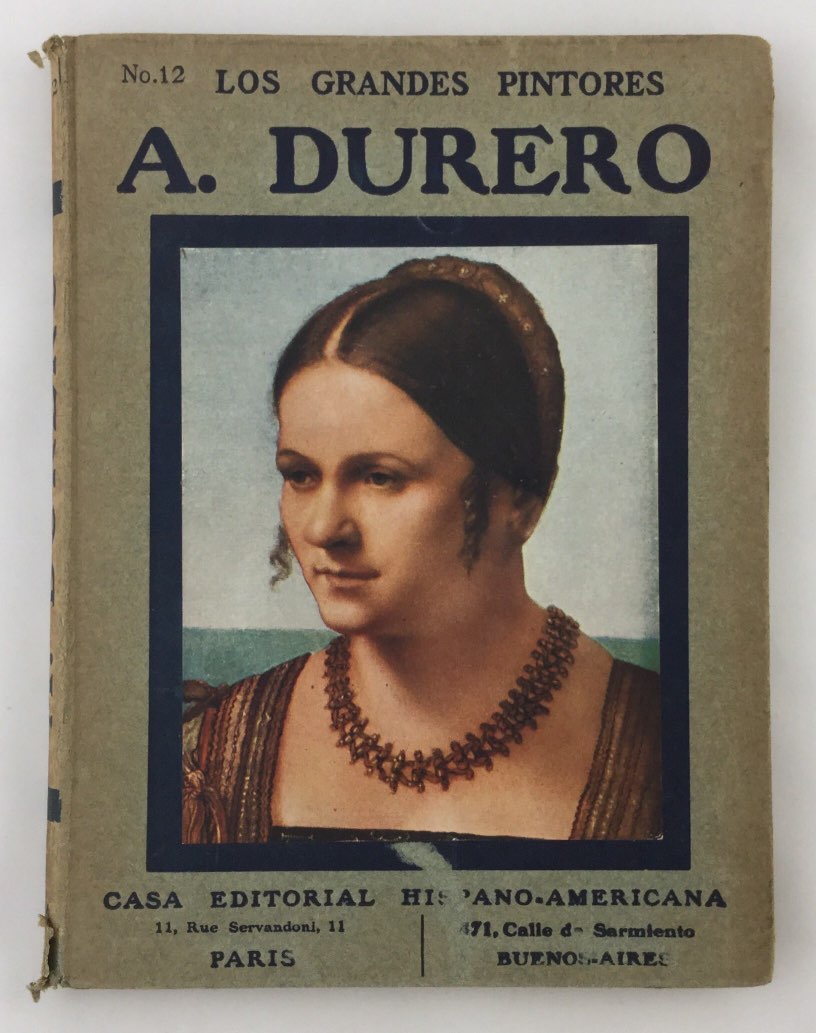 No.12 LOS GRANDES PINTORES
A. DURERO
CASA EDITORIAL HISPANO-AMERICANA
11, Rue Servandoni, 11
PARIS
471, Calle de Sarmiento
BUENOS-AIRES